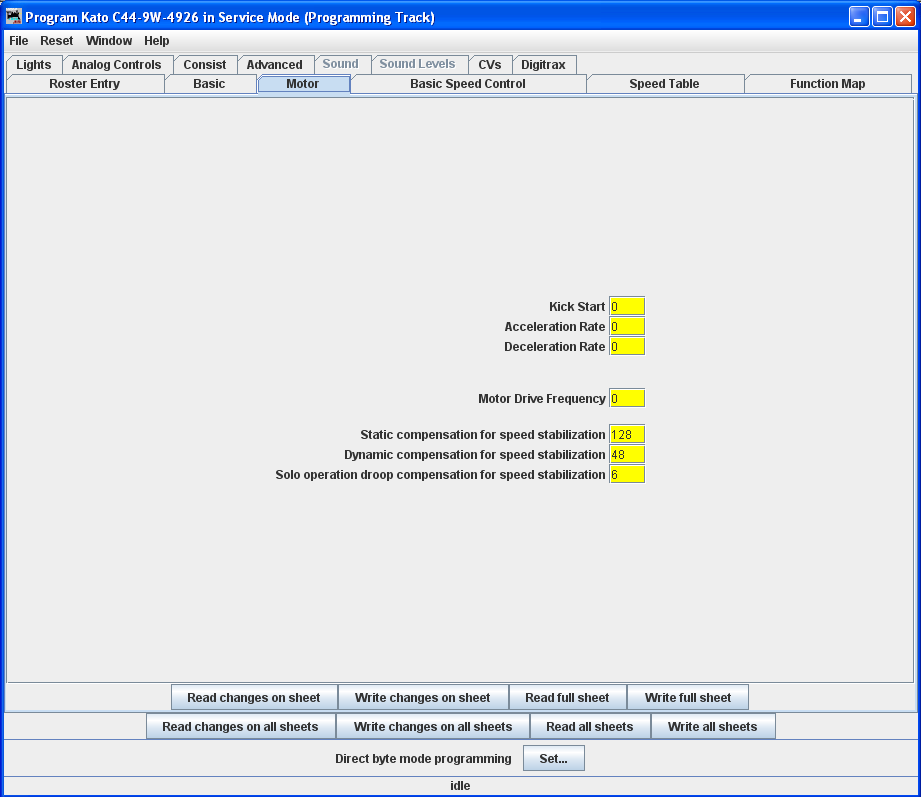 Program Kato C44-9W-4926 in Service Mode (Programming Track)
File Reset Window Help
Lights Analog Controls Consist Advanced Sound Sound Levels CVs Digitrax
Roster Entry Basic Motor Basic Speed Control Speed Table Function Map
Kick Start 0
Acceleration Rate 0
Deceleration Rate 0
Motor Drive Frequency 0
Static compensation for speed stabilization 128
Dynamic compensation for speed stabilization 48
Solo operation droop compensation for speed stabilization 6
Read changes on sheet Write changes on sheet Read full sheet Write full sheet
Read changes on all sheets Write changes on all sheets Read all sheets Write all sheets
Direct byte mode programming Set...
idle